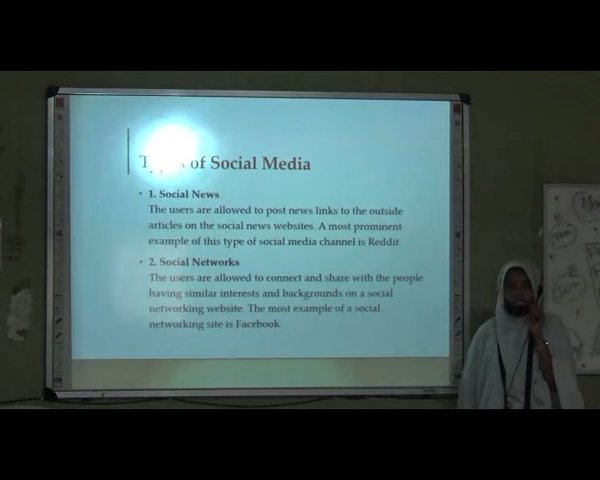 Types of Social Media
1. Social News
The users are allowed to post news links to the outside
articles on the social news websites. A most prominent
example of this type of social media channel is Reddit
2. Social Networks
The users are allowed to connect and share with the people
having similar interests and backgrounds on a social
networking website. The most example of a social
networking site is Facebook